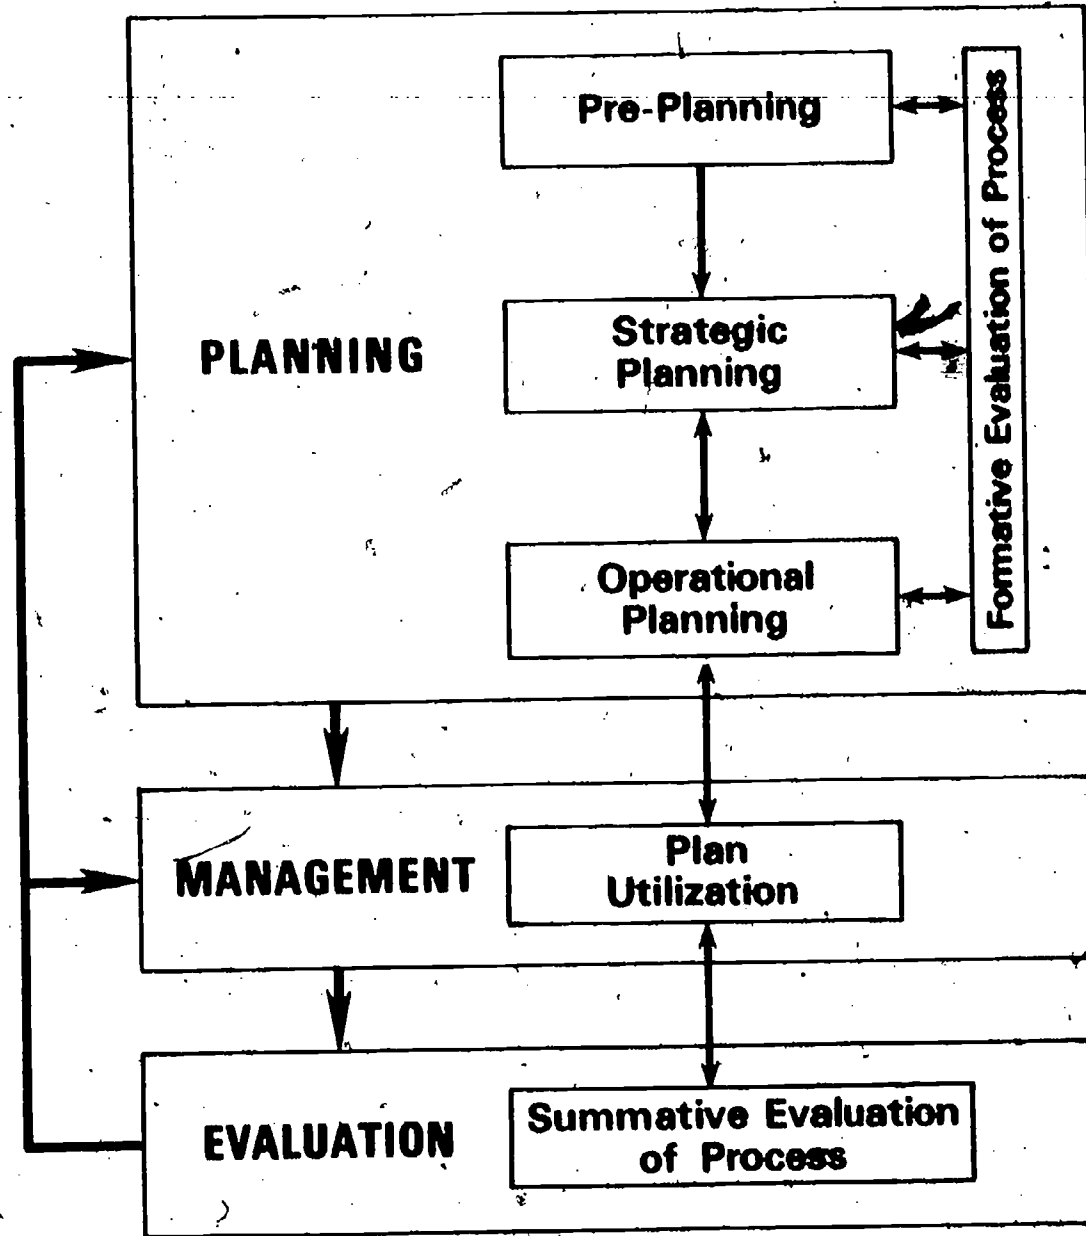 Pre-Planning
Formative Evaluation of Process
PLANNING
Strategic
Planning
Operational
Planning
MANAGEMENT
Plan
Utilization
EVALUATION
Summative Evaluation
of Process